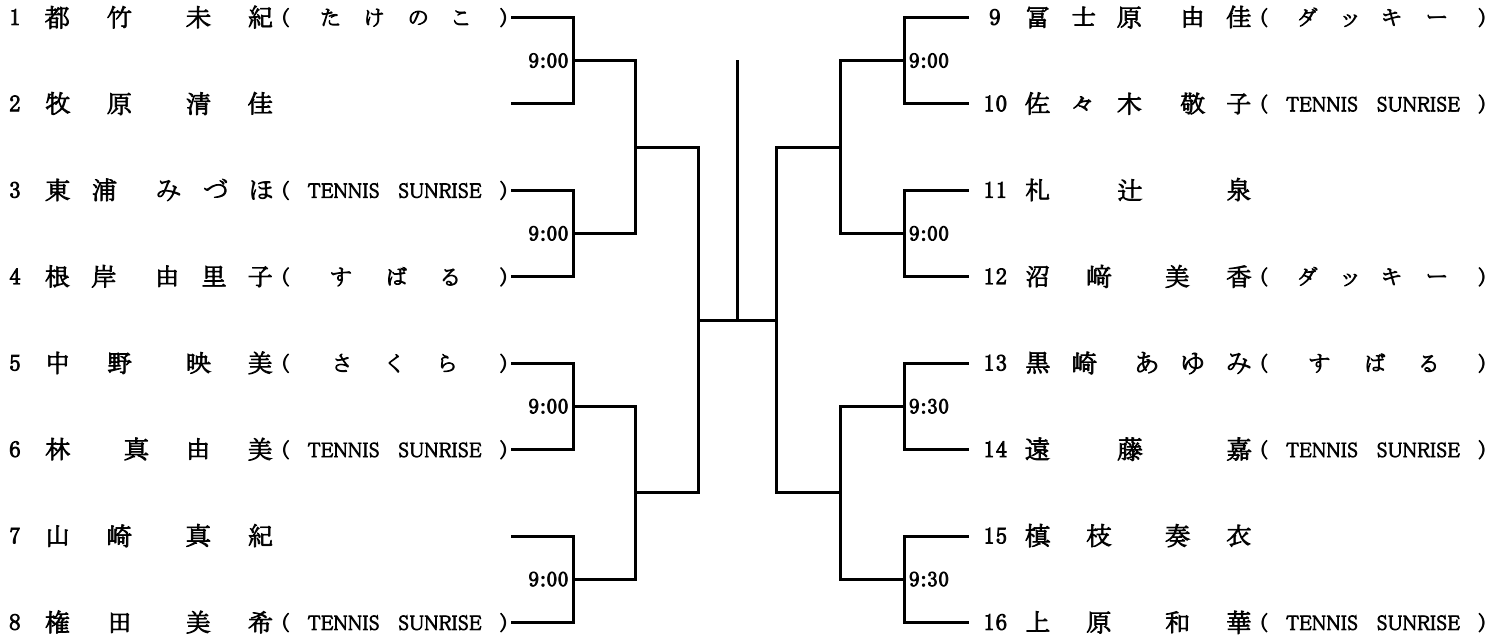 1 都竹 未紀 ( たけのこ )
9:00
2 牧原 清佳
3 東浦 みづほ ( TENNIS SUNRISE )
9:00
4 根岸 由里子 ( すばる )
5 中野 映美 ( さくら )
9:00
6 林 真由美 ( TENNIS SUNRISE )
7 山崎 真紀
9:00
8 権田 美希 ( TENNIS SUNRISE )
9 冨士原 由佳 ( ダッキー )
9:00
10 佐々木 敬子 ( TENNIS SUNRISE )
11 札辻 泉
9:00
12 沼﨑 美香 ( ダッキー )
13 黒崎 あゆみ ( すばる )
9:30
14 遠藤 嘉 ( TENNIS SUNRISE )
15 槙枝 奏衣
9:30
16 上原 和華 ( TENNIS SUNRISE )